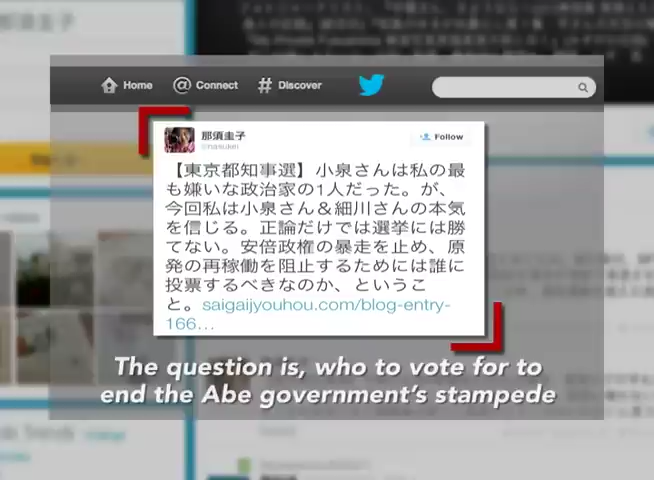 Home
Connect
Discover
那須圭子
@nasukei
Follow
【東京都知事選】小泉さんは私の最
も嫌いな政治家の1人だった。が、
今回私は小泉さん＆細川さんの本気
を信じる。正論だけでは選挙には勝
てない。安倍政権の暴走を止め、原
発の再稼働を阻止するためには誰に
投票するべきなのか、というこ
と。saigaijyouhou.com/blog-entry-
166…
The question is, who to vote for to
end the Abe government's stampede